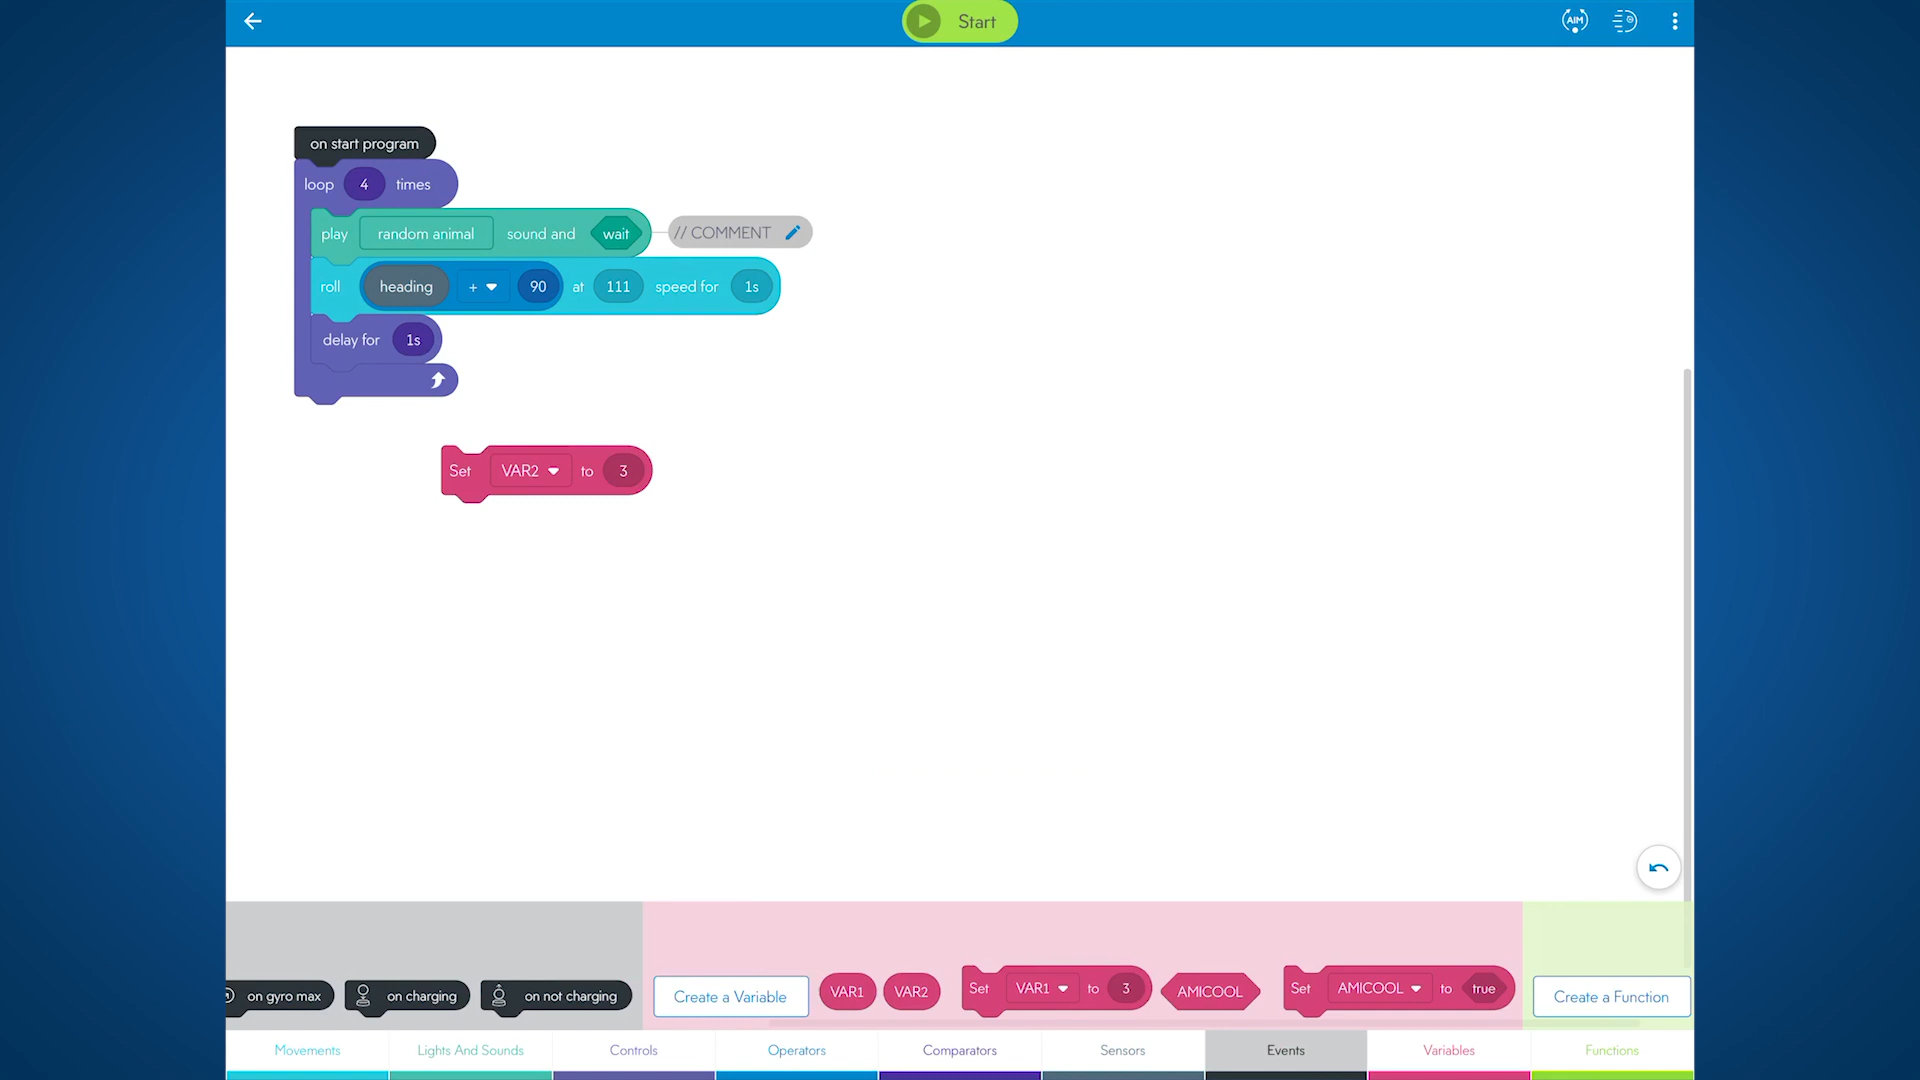 Start
AIM
on start program
loop 4 times
play random animal sound and wait // COMMENT
roll heading + 90 at 111 speed for 1s
delay for 1s
Set VAR2 to 3
on gyro max on charging on not charging Create a Variable VAR1 VAR2 Set VAR1 to 3 AMICOOL Set AMICOOL to true Create a Function
Movements Lights And Sounds Controls Operators Comparators Sensors Events Variables Functions